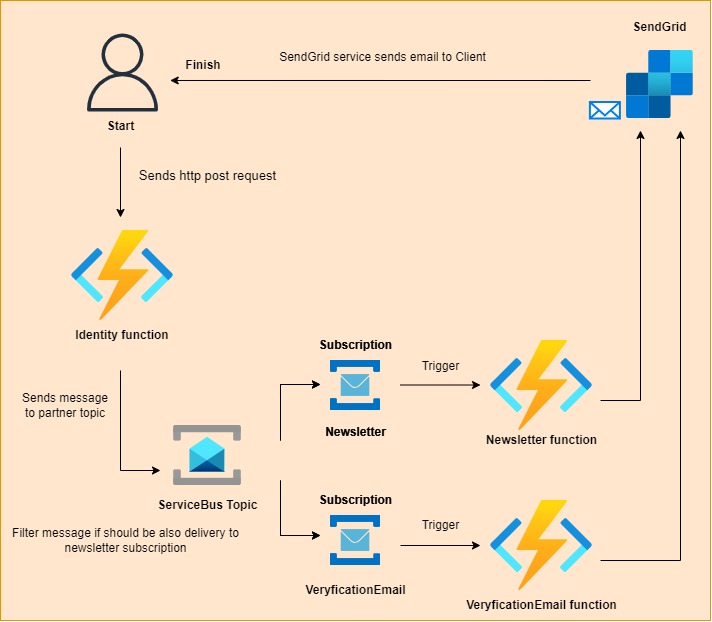 SendGrid
SendGrid service sends email to Client
Finish
Start
Sends http post request
Identity function
Sends message
to partner topic
ServiceBus Topic
Filter message if should be also delivery to
newsletter subscription
Subscription
Newsletter
Trigger
Newsletter function
Subscription
VeryficationEmail
Trigger
VeryficationEmail function